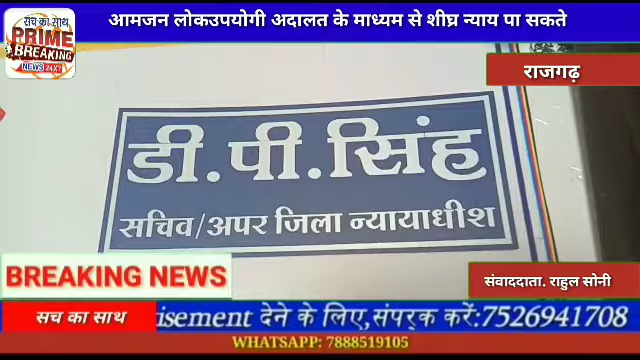 आमजन लोकउपयोगी अदालत के माध्यम से शीघ्र न्याय पा सकते
सच का साथ
PRIME
BREAKING
NEWS 24X7
राजगढ़
डी.पी.सिंह
सचिव/अपर जिला न्यायाधीश
BREAKING NEWS
संवाददाता. राहुल सोनी
सच का साथ
isement देने के लिए,संपर्क करें:7526941708
WHATSAPP: 7888519105